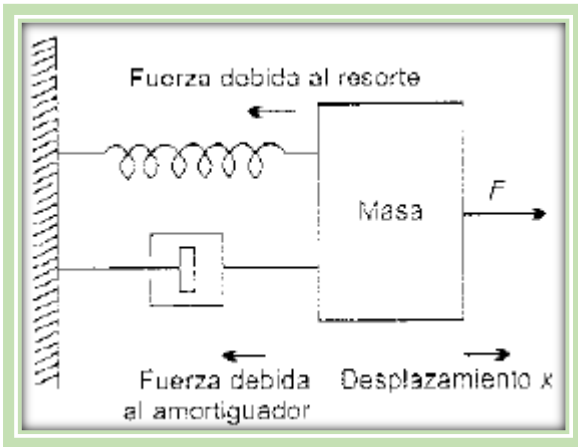 Fuerza debida al resorte
Masa
F
Fuerza debida
al amortiguador
Desplazamiento x